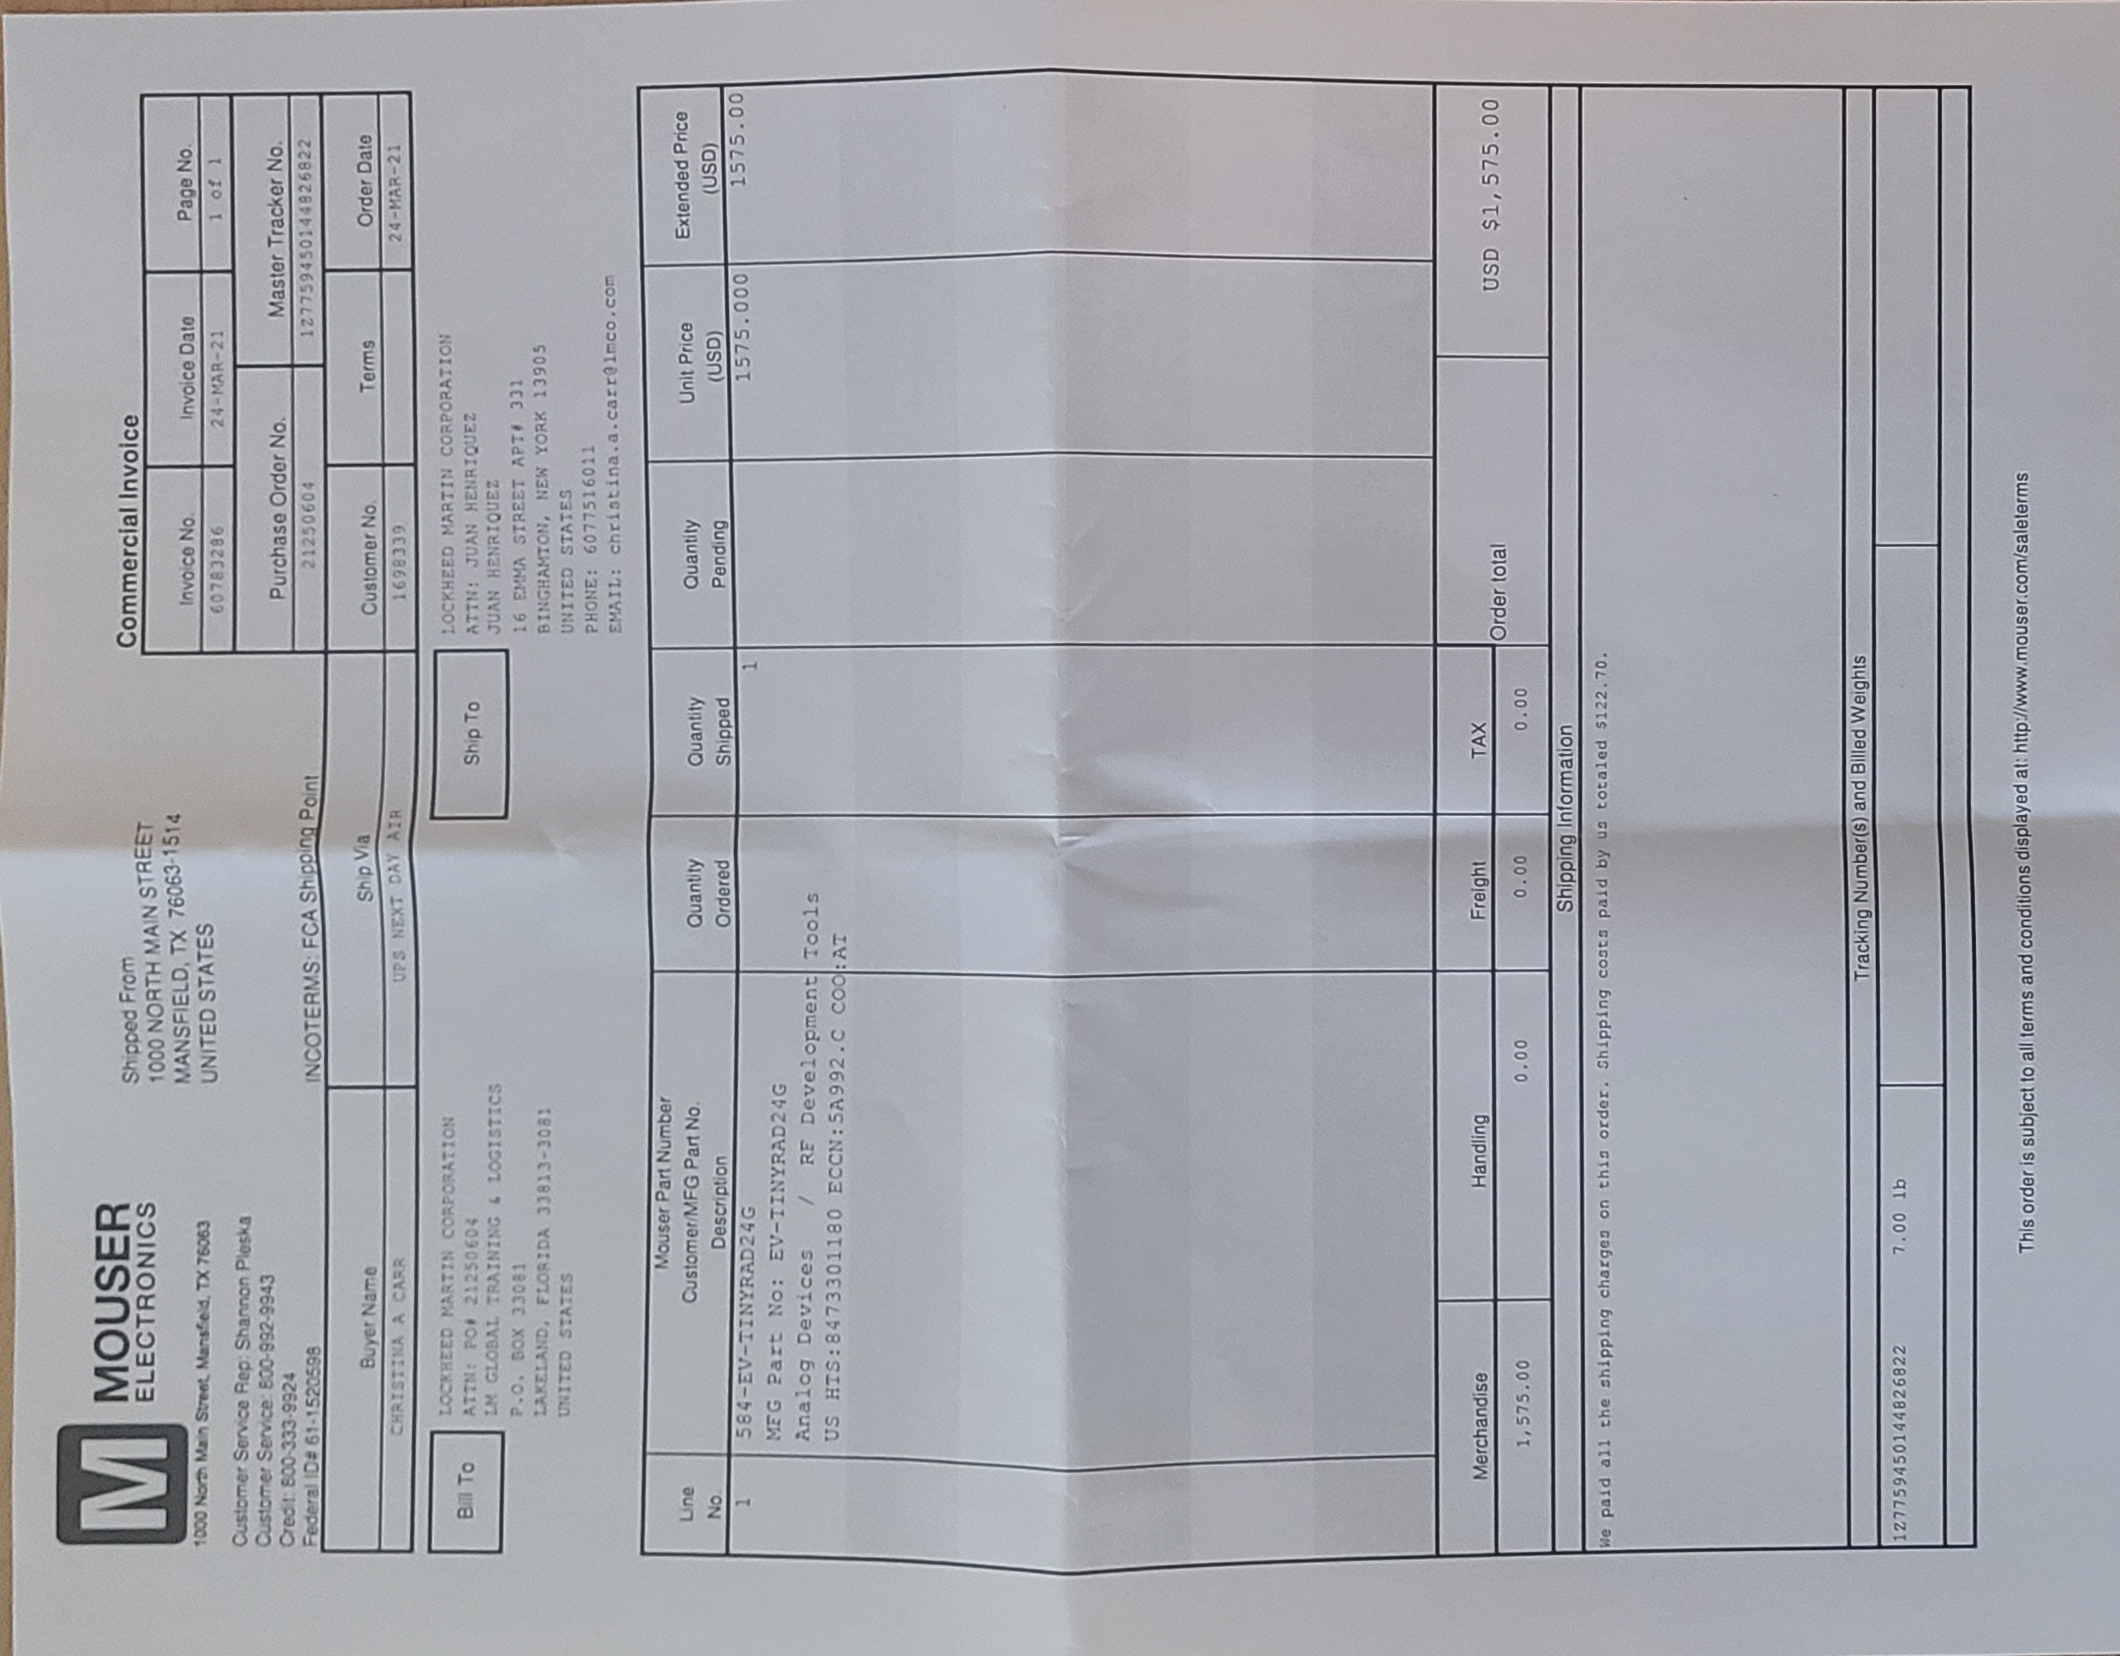 M
MOUSER
ELECTRONICS
1000 North Main Street, Mansfield, TX 76063
Customer Service Rep: Shannon Pleska
Customer Service: 800-992-9943
Credit: 800-333-9924
Federal ID# 61-1520598
Shipped From
1000 NORTH MAIN STREET
MANSFIELD, TX 76063-1514
UNITED STATES
INCOTERMS: FCA Shipping Point
Commercial Invoice
Invoice No. Invoice Date Page No.
60783286 24-MAR-21 1 of 1
Purchase Order No. Master Tracker No.
21250604 1Z7759450144826822
Buyer Name Ship Via Customer No. Terms Order Date
CHRISTINA A CARR UPS NEXT DAY AIR 1698339 24-MAR-21
Bill To
LOCKHEED MARTIN CORPORATION
ATTN: PO# 21250604
LM GLOBAL TRAINING & LOGISTICS
P.O. BOX 33081
LAKELAND, FLORIDA 33813-3081
UNITED STATES
Ship To
LOCKHEED MARTIN CORPORATION
ATTN: JUAN HENRIQUEZ
JUAN HENRIQUEZ
16 EMMA STREET APT# 331
BINGHAMTON, NEW YORK 13905
UNITED STATES
PHONE: 6077516011
EMAIL: christina.a.carr@lmco.com
Line No. Mouser Part Number Customer/MFG Part No. Description Quantity Ordered Quantity Shipped Quantity Pending Unit Price (USD) Extended Price (USD)
1 584-EV-TINYRAD24G 1 1575.000 1575.00
MFG Part No: EV-TINYRAD24G
Analog Devices / RF Development Tools
US HTS:8473301180 ECCN:5A992.C COO:AT
Merchandise Handling Freight TAX Order total USD $1,575.00
1,575.00 0.00 0.00 0.00
Shipping Information
We paid all the shipping charges on this order. Shipping costs paid by us totaled $122.70.
Tracking Number(s) and Billed Weights
1Z7759450144826822 7.00 lb
This order is subject to all terms and conditions displayed at: http://www.mouser.com/saleterms